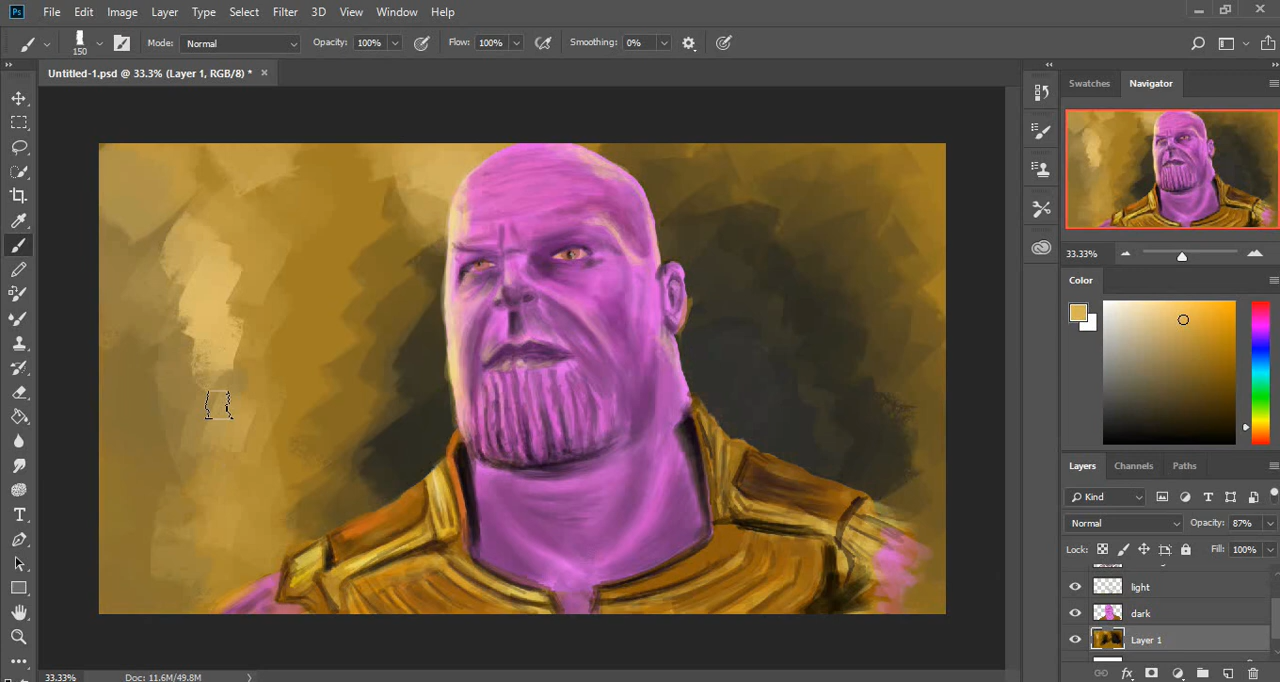 Ps File Edit Image Layer Type Select Filter 3D View Window Help
150 Mode: Normal Opacity: 100% Flow: 100% Smoothing: 0%
Untitled-1.psd @ 33.3% (Layer 1, RGB/8) * ×
Swatches Navigator
33.33%
Color
Layers Channels Paths
Kind
Normal Opacity: 87%
Lock: Fill: 100%
light
dark
Layer 1
33.33% Doc: 11.6M/49.8M